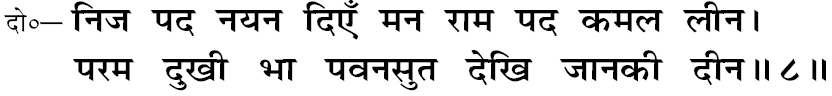 दो०— निज पद नयन दिएँ मन राम पद कमल लीन।
परम दुखी भा पवनसुत देखि जानकी दीन॥ ८ ॥